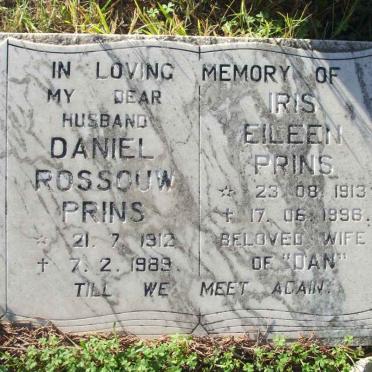 IN LOVING MEMORY OF
MY DEAR
HUSBAND
DANIEL
ROSSOUW
PRINS
* 21. 7. 1912
† 7. 2. 1989.
IRIS
EILEEN
PRINS
* 23 08 1913
† 17. 06. 1996.
BELOVED WIFE
OF "DAN"
TILL WE MEET AGAIN.